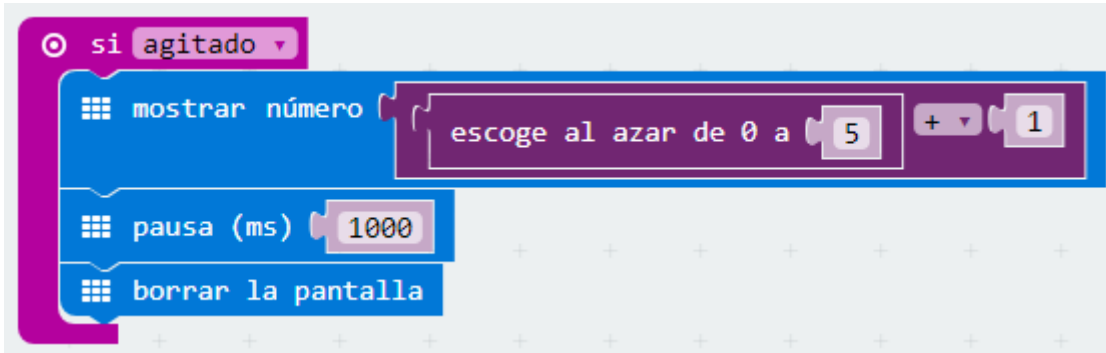 si agitado
mostrar número escoge al azar de 0 a 5 + 1
pausa (ms) 1000
borrar la pantalla